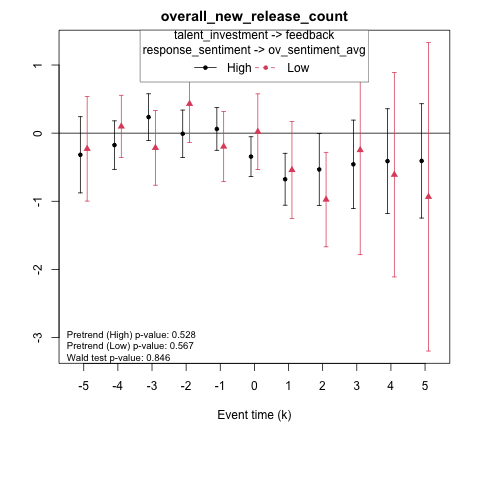 overall_new_release_count
talent_investment -> feedback
response_sentiment -> ov_sentiment_avg
High Low
1
0
-1
-2
-3
Pretrend (High) p-value: 0.528
Pretrend (Low) p-value: 0.567
Wald test p-value: 0.846
-5 -4 -3 -2 -1 0 1 2 3 4 5
Event time (k)